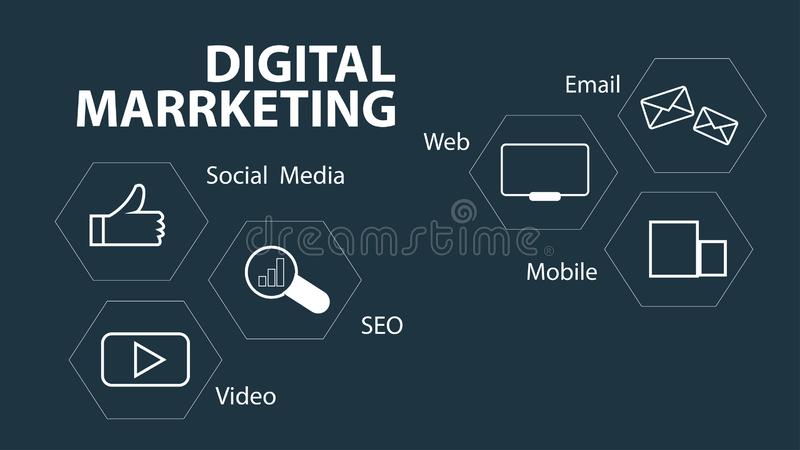 DIGITAL
MARRKETING
Email
Web
Social Media
dreamstime
Mobile
SEO
Video